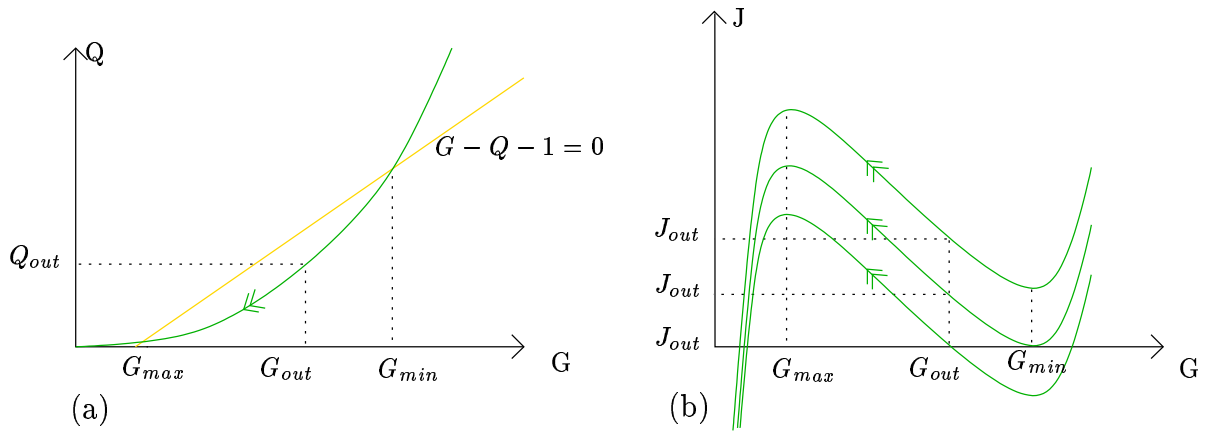 Q
G − Q − 1 = 0
Q_out
G_max
G_out
G_min
G
(a)
J
J_out
J_out
J_out
G_max
G_out
G_min
G
(b)